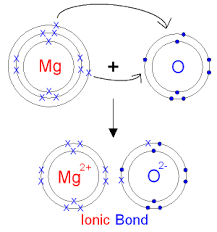 Mg + O
Mg2+ O2-
Ionic Bond